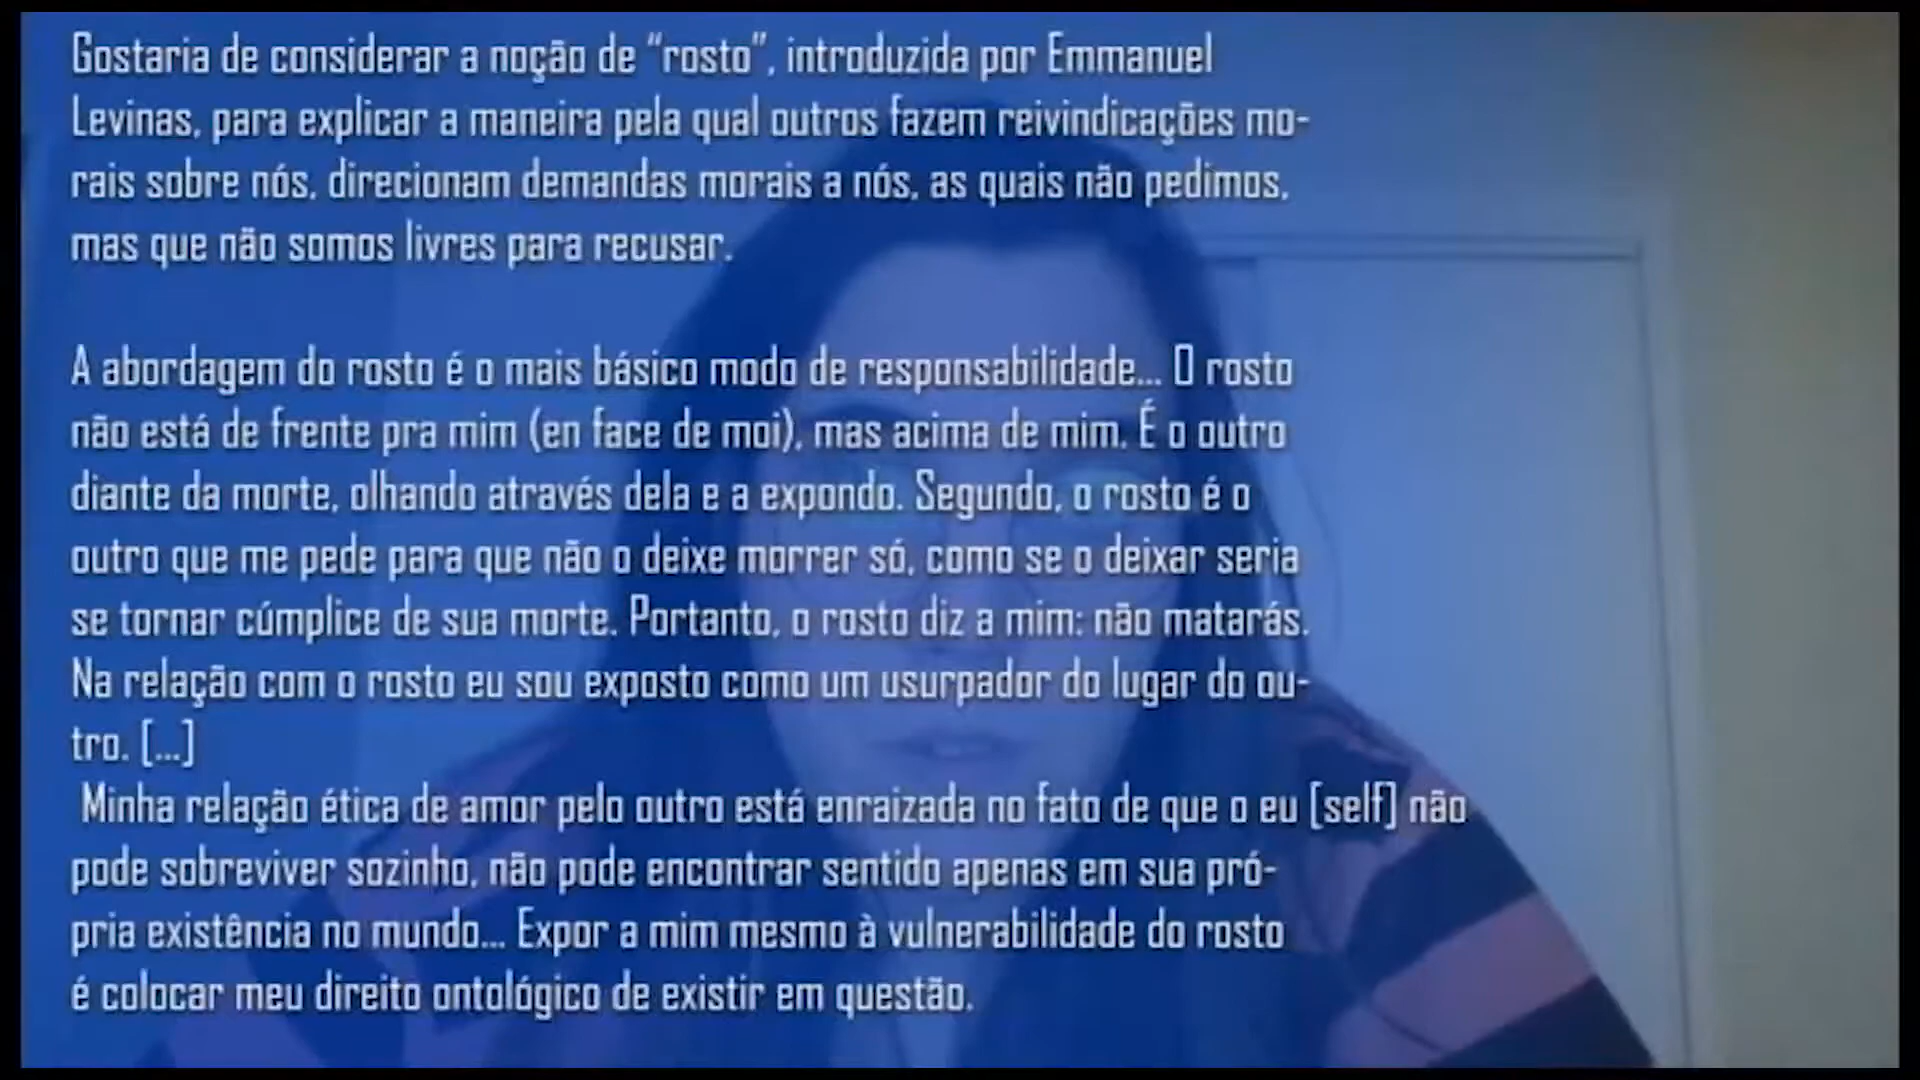 Gostaria de considerar a noção de “rosto”, introduzida por Emmanuel
Levinas, para explicar a maneira pela qual outros fazem reivindicações mo-
rais sobre nós, direcionam demandas morais a nós, as quais não pedimos,
mas que não somos livres para recusar.
A abordagem do rosto é o mais básico modo de responsabilidade... O rosto
não está de frente pra mim (en face de moi), mas acima de mim. É o outro
diante da morte, olhando através dela e a expondo. Segundo, o rosto é o
outro que me pede para que não o deixe morrer só, como se o deixar seria
se tornar cúmplice de sua morte. Portanto, o rosto diz a mim: não matarás.
Na relação com o rosto eu sou exposto como um usurpador do lugar do ou-
tro. [...]
Minha relação ética de amor pelo outro está enraizada no fato de que o eu [self] não
pode sobreviver sozinho, não pode encontrar sentido apenas em sua pró-
pria existência no mundo... Expor a mim mesmo à vulnerabilidade do rosto
é colocar meu direito ontológico de existir em questão.